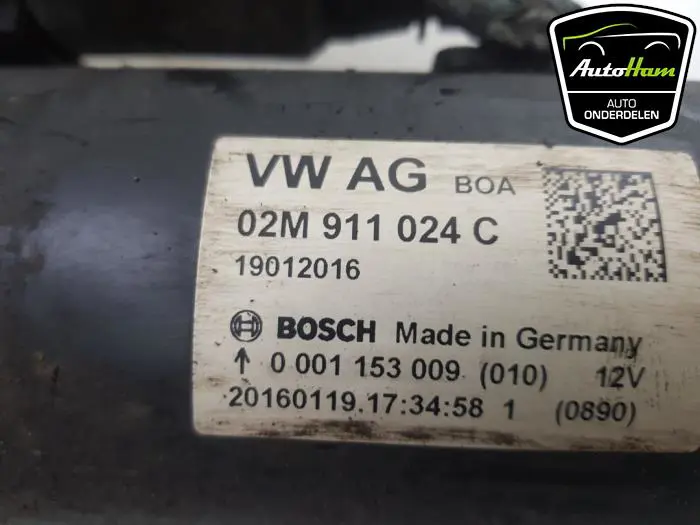 AutoHam
AUTO
ONDERDELEN
VW AG BOA
02M 911 024 C
19012016
BOSCH Made in Germany
↑ 0 001 153 009 (010) 12V
20160119.17:34:58 1 (0890)